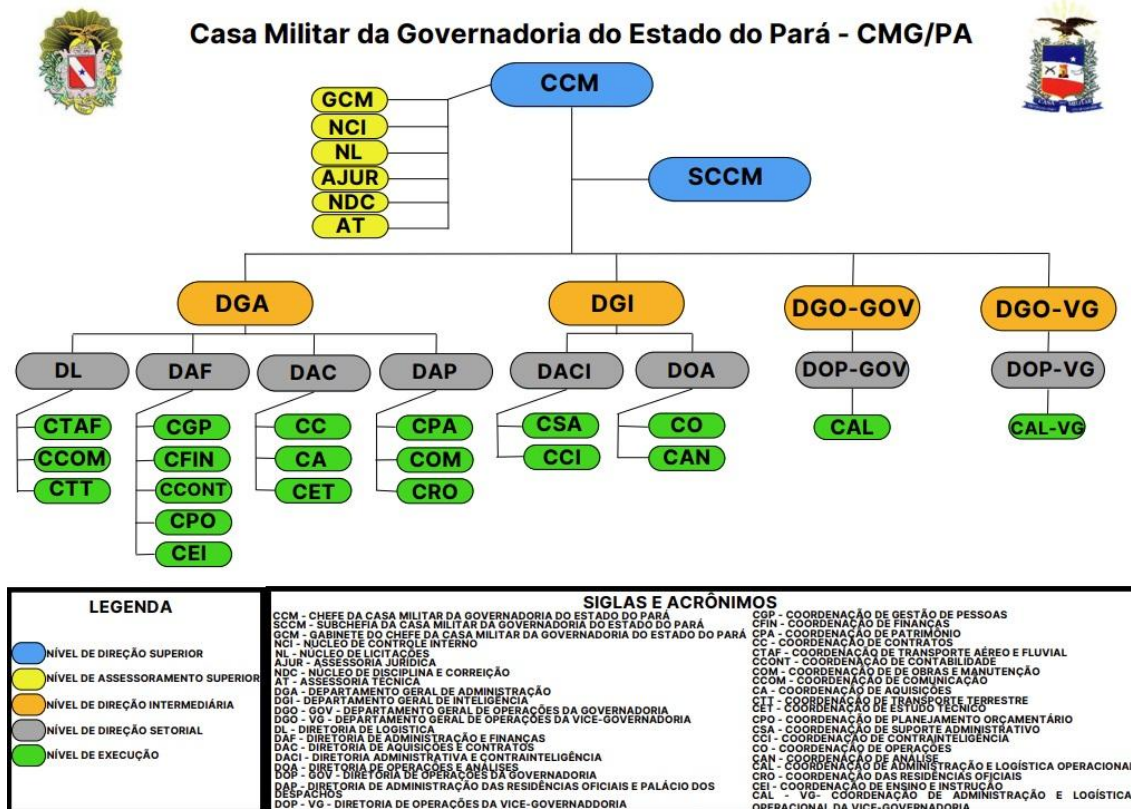 Casa Militar da Governadoria do Estado do Pará - CMG/PA
CCM
GCM
NCI
NL
AJUR
NDC
AT
SCCM
DGA
DGI
DGO-GOV
DGO-VG
DL
DAF
DAC
DAP
DACI
DOA
DOP-GOV
DOP-VG
CTAF
CCOM
CTT
CGP
CFIN
CCONT
CPO
CEI
CC
CA
CET
CPA
COM
CRO
CSA
CCI
CO
CAN
CAL
CAL-VG
LEGENDA
NÍVEL DE DIREÇÃO SUPERIOR
NÍVEL DE ASSESSORAMENTO SUPERIOR
NÍVEL DE DIREÇÃO INTERMEDIÁRIA
NÍVEL DE DIREÇÃO SETORIAL
NÍVEL DE EXECUÇÃO
SIGLAS E ACRÔNIMOS
CCM - CHEFE DA CASA MILITAR DA GOVERNADORIA DO ESTADO DO PARÁ
SCCM - SUBCHEFIA DA CASA MILITAR DA GOVERNADORIA DO ESTADO DO PARÁ
GCM - GABINETE DO CHEFE DA CASA MILITAR DA GOVERNADORIA DO ESTADO DO PARÁ
NCI - NÚCLEO DE CONTROLE INTERNO
NL - NÚCLEO DE LICITAÇÕES
AJUR - ASSESSORIA JURÍDICA
NDC - NÚCLEO DE DISCIPLINA E CORREIÇÃO
AT - ASSESSORIA TÉCNICA
DGA - DEPARTAMENTO GERAL DE ADMINISTRAÇÃO
DGI - DEPARTAMENTO GERAL DE INTELIGÊNCIA
DGO - GOV - DEPARTAMENTO GERAL DE OPERAÇÕES DA GOVERNADORIA
DGO - VG - DEPARTAMENTO GERAL DE OPERAÇÕES DA VICE-GOVERNADORIA
DL - DIRETORIA DE LOGISTICA
DAF - DIRETORIA DE ADMINISTRAÇÃO E FINANÇAS
DAC - DIRETORIA DE AQUISIÇÕES E CONTRATOS
DACI - DIRETORIA ADMINISTRATIVA E CONTRAINTELIGÊNCIA
DOA - DIRETORIA DE OPERAÇÕES E ANÁLISES
DOP - GOV - DIRETORIA DE OPERAÇÕES DA GOVERNADORIA
DAP - DIRETORIA DE ADMINISTRAÇÃO DAS RESIDÊNCIAS OFICIAIS E PALÁCIO DOS
DESPACHOS
DOP - VG - DIRETORIA DE OPERAÇÕES DA VICE-GOVERNADDORIA
CGP - COORDENAÇÃO DE GESTÃO DE PESSOAS
CFIN - COORDENAÇÃO DE FINANÇAS
CPA - COORDENAÇÃO DE PATRIMÔNIO
CC - COORDENAÇÃO DE CONTRATOS
CTAF - COORDENAÇÃO DE TRANSPORTE AÉREO E FLUVIAL
CCONT - COORDENAÇÃO DE CONTABILIDADE
COM - COORDENAÇÃO DE DE OBRAS E MANUTENÇÃO
CCOM - COORDENAÇÃO DE COMUNICAÇÃO
CA - COORDENAÇÃO DE AQUISIÇÕES
CTT - COORDENAÇÃO DE TRANSPORTE TERRESTRE
CET - COORDENAÇÃO DE ESTUDO TÉCNICO
CPO - COORDENAÇÃO DE PLANEJAMENTO ORÇAMENTÁRIO
CSA - COORDENAÇÃO DE SUPORTE ADMINISTRATIVO
CCI - COORDENAÇÃO DE CONTRAINTELIGÊNCIA
CO - COORDENAÇÃO DE OPERAÇÕES
CAN - COORDENAÇÃO DE ANÁLISE
CAL - COORDENAÇÃO DE ADMINISTRAÇÃO E LOGÍSTICA OPERACIONAL
CRO - COORDENAÇÃO DAS RESIDÊNCIAS OFICIAIS
CEI - COORDENAÇÃO DE ENSINO E INSTRUÇÃO
CAL - VG- COORDENAÇÃO DE ADMINISTRAÇÃO E LOGÍSTICA
OPERACIONAL DA VICE-GOVERNADORIA